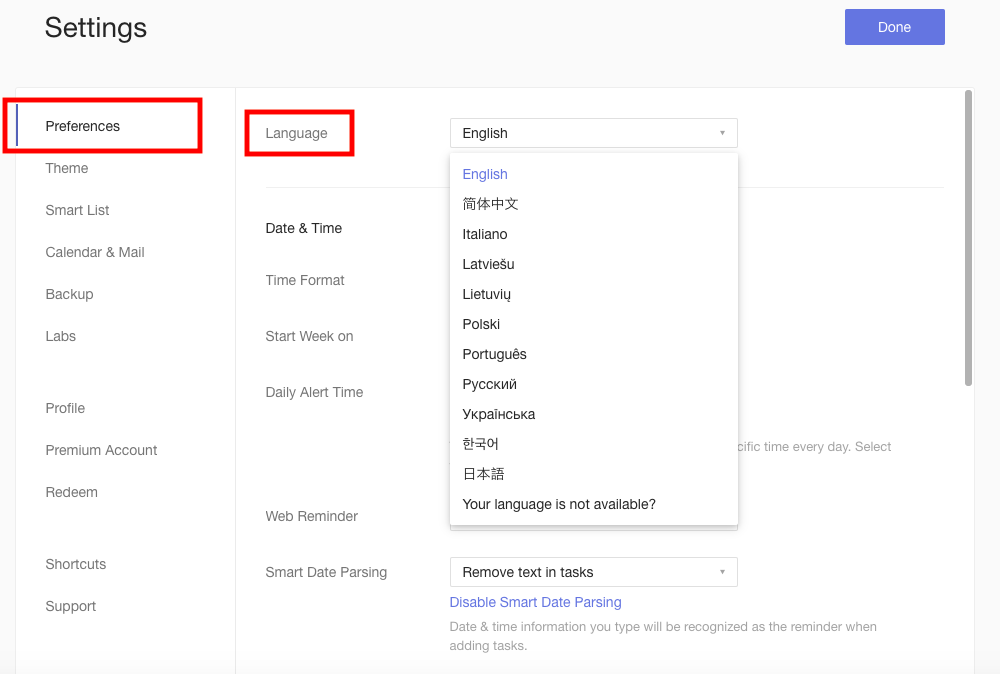 Settings
Done
Preferences
Theme
Smart List
Calendar & Mail
Backup
Labs
Profile
Premium Account
Redeem
Shortcuts
Support
Language
English
English
简体中文
Italiano
Latviešu
Lietuvių
Polski
Português
Русский
Українська
한국어
日本語
Your language is not available?
Date & Time
Time Format
Start Week on
Daily Alert Time
time every day. Select
Web Reminder
Smart Date Parsing
Remove text in tasks
Disable Smart Date Parsing
Date & time information you type will be recognized as the reminder when
adding tasks.